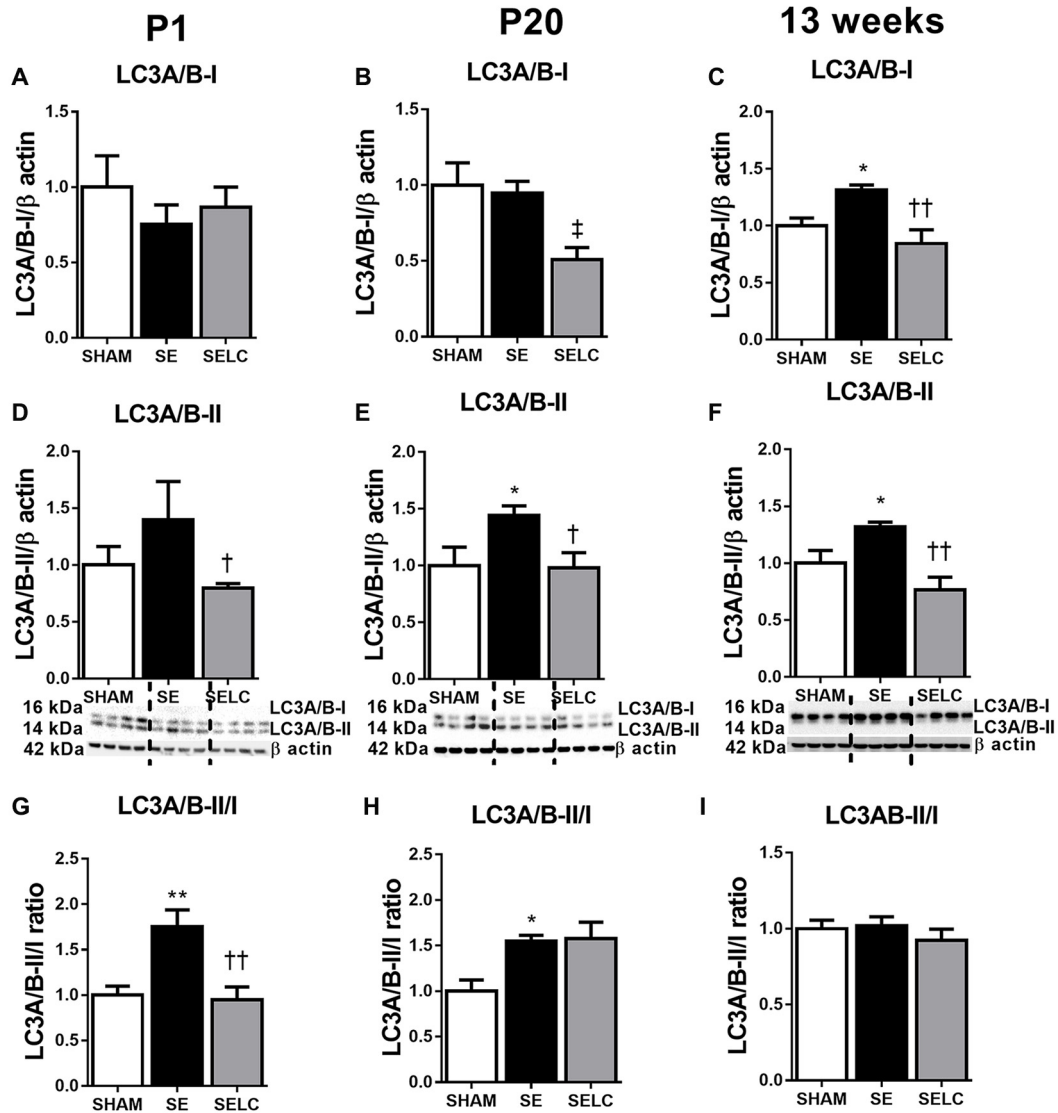 P1
P20
13 weeks
A
LC3A/B-I
LC3A/B-I/β actin
1.5
1.0
0.5
0.0
SHAM SE SELC
B
LC3A/B-I
LC3A/B-I/β actin
1.5
1.0
0.5
0.0
‡
SHAM SE SELC
C
LC3A/B-I
LC3A/B-I/β actin
2.0
1.5
1.0
0.5
0.0
*
††
SHAM SE SELC
D
LC3A/B-II
LC3A/B-II/β actin
2.0
1.5
1.0
0.5
0.0
†
SHAM SE SELC
16 kDa LC3A/B-I
14 kDa LC3A/B-II
42 kDa β actin
E
LC3A/B-II
LC3A/B-II/β actin
2.0
1.5
1.0
0.5
0.0
*
†
SHAM SE SELC
16 kDa LC3A/B-I
14 kDa LC3A/B-II
42 kDa β actin
F
LC3A/B-II
LC3A/B-II/β actin
2.0
1.5
1.0
0.5
0.0
*
††
SHAM SE SELC
16 kDa LC3A/B-I
14 kDa LC3A/B-II
42 kDa β actin
G
LC3A/B-II/I
LC3A/B-II/I ratio
2.5
2.0
1.5
1.0
0.5
0.0
**
††
SHAM SE SELC
H
LC3A/B-II/I
LC3A/B-II/I ratio
2.5
2.0
1.5
1.0
0.5
0.0
*
SHAM SE SELC
I
LC3AB-II/I
LC3A/B-II/I ratio
1.5
1.0
0.5
0.0
SHAM SE SELC